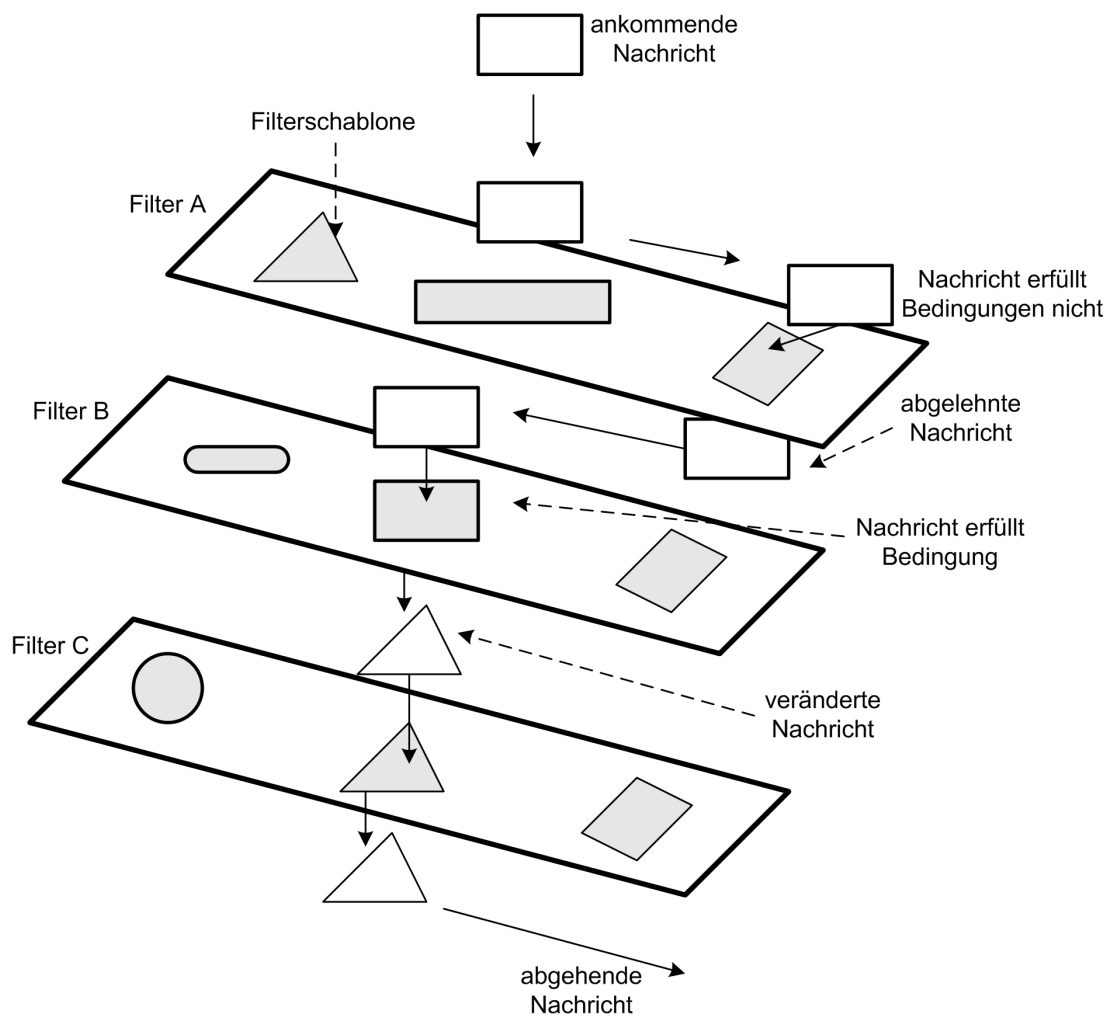 ankommende
Nachricht
Filterschablone
Filter A
Nachricht erfüllt
Bedingungen nicht
Filter B
abgelehnte
Nachricht
Nachricht erfüllt
Bedingung
Filter C
veränderte
Nachricht
abgehende
Nachricht